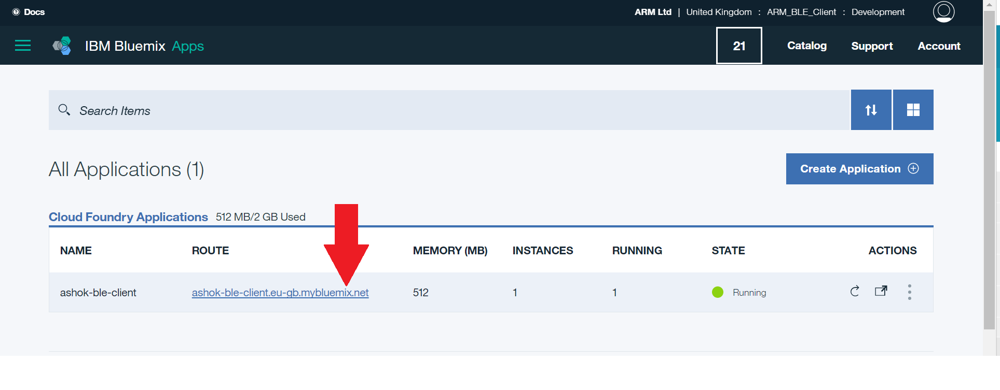 Docs
ARM Ltd | United Kingdom : ARM_BLE_Client : Development
IBM Bluemix Apps
21
Catalog
Support
Account
Search Items
All Applications (1)
Create Application
Cloud Foundry Applications 512 MB/2 GB Used
NAME ROUTE MEMORY (MB) INSTANCES RUNNING STATE ACTIONS
ashok-ble-client ashok-ble-client.eu-gb.mybluemix.net 512 1 1 Running